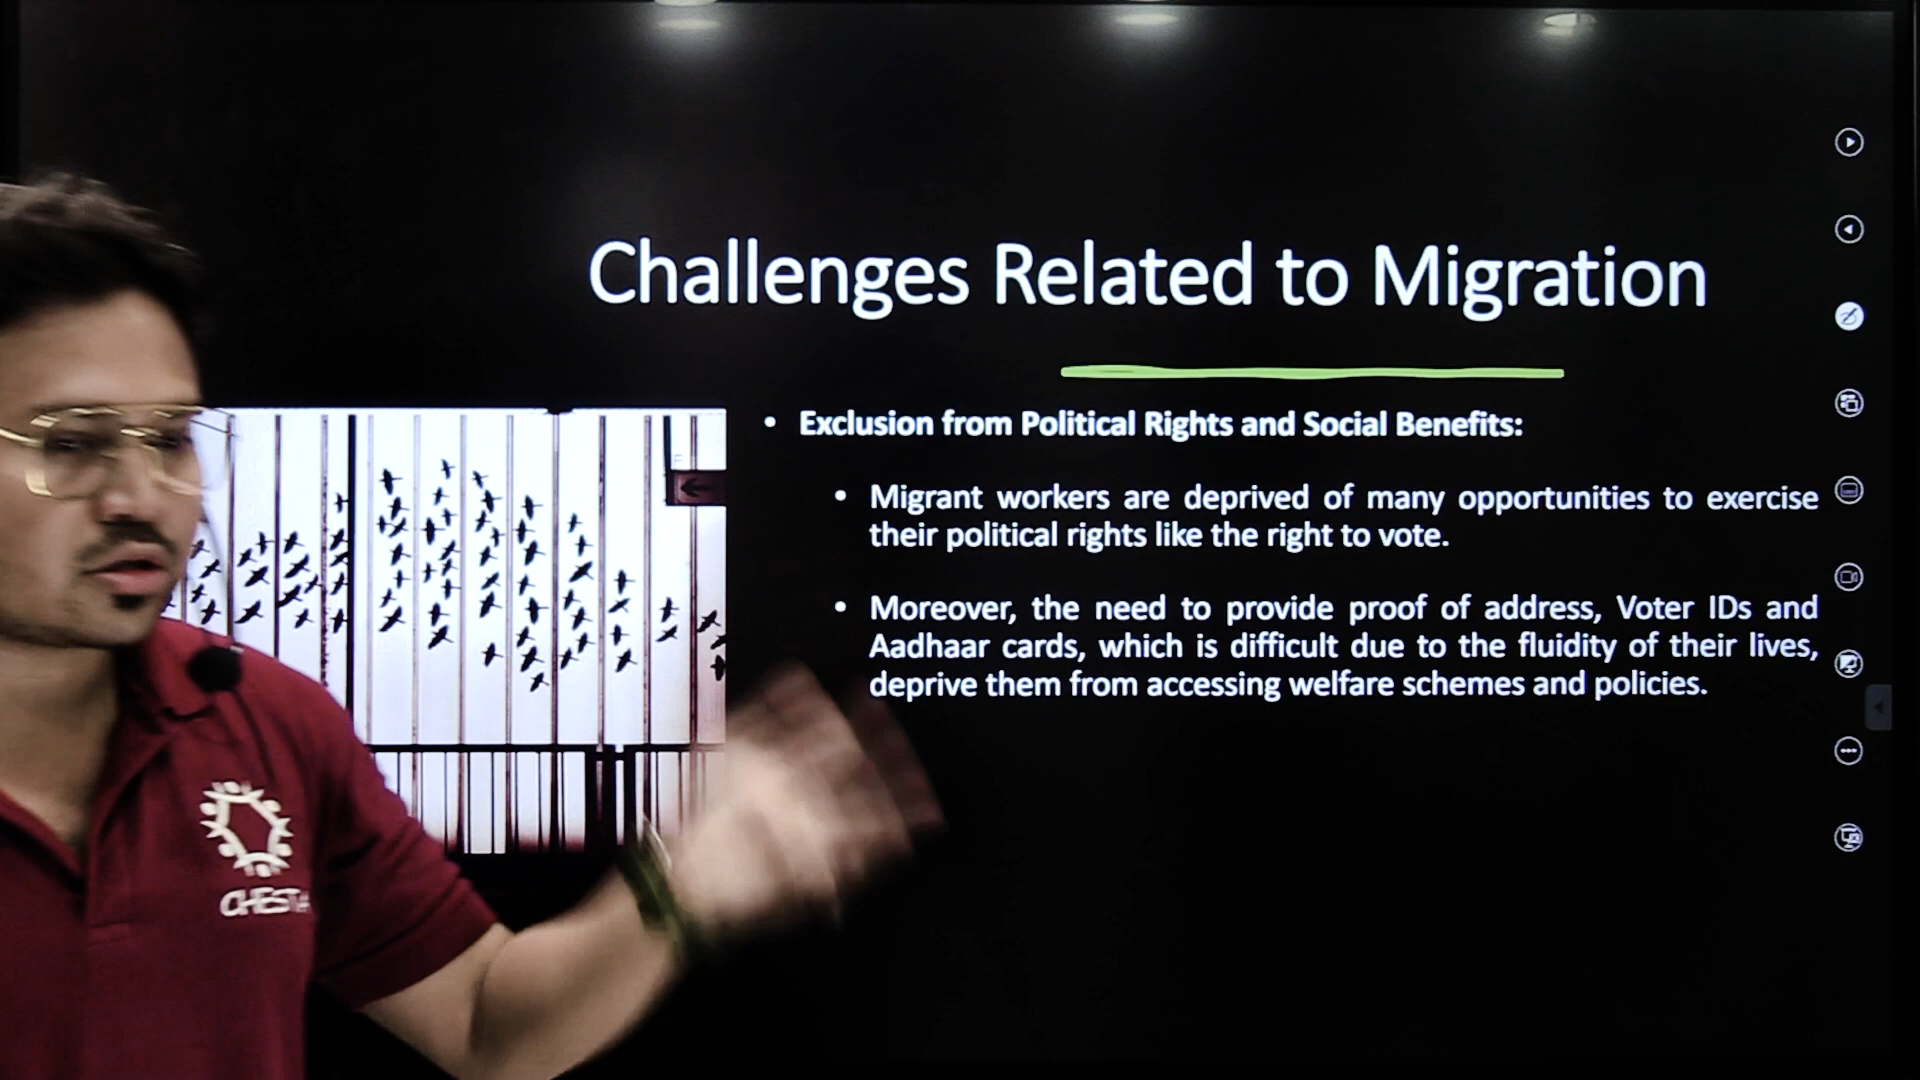 Challenges Related to Migration
• Exclusion from Political Rights and Social Benefits:
• Migrant workers are deprived of many opportunities to exercise
their political rights like the right to vote.
• Moreover, the need to provide proof of address, Voter IDs and
Aadhaar cards, which is difficult due to the fluidity of their lives,
deprive them from accessing welfare schemes and policies.